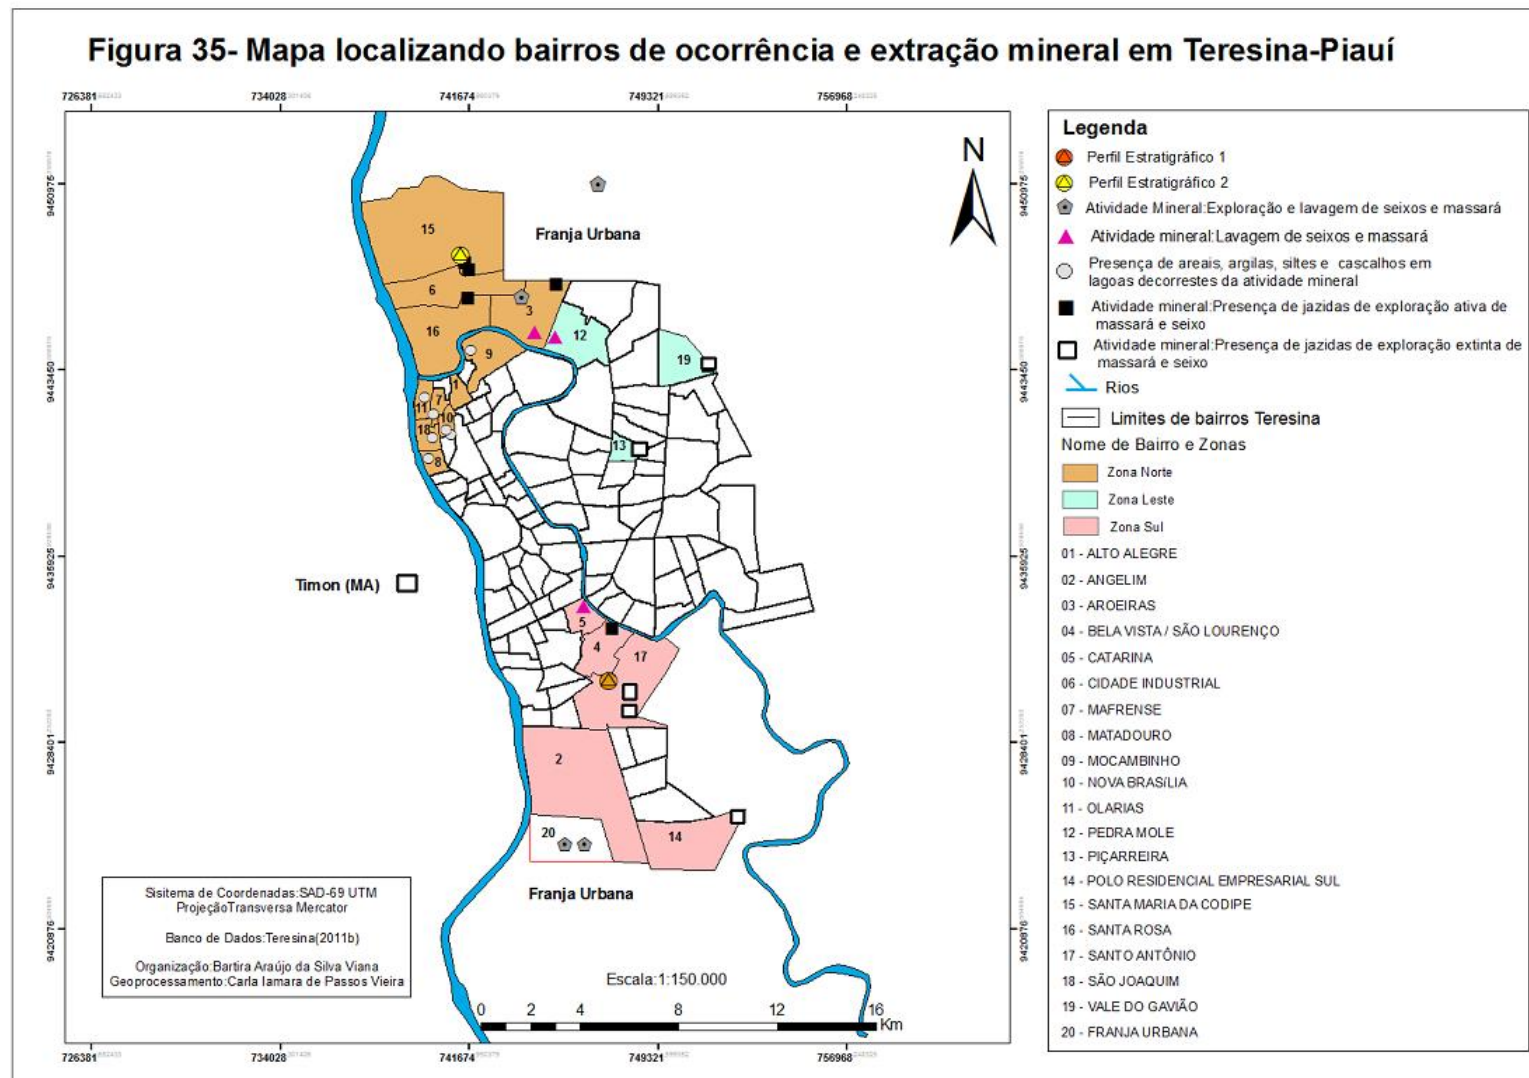 Figura 35- Mapa localizando bairros de ocorrência e extração mineral em Teresina-Piauí
726381
734028
741674
749321
756968
9450975
9443450
9435925
9428401
9420876
9450975
9443450
9435925
9428401
9420876
N
Franja Urbana
15
6
3
16
12
9
19
1
7
11
10
18
13
8
Timon (MA)
5
4
17
2
20
14
Franja Urbana
Sisitema de Coordenadas:SAD-69 UTM
ProjeçãoTransversa Mercator
Banco de Dados:Teresina(2011b)
Organização:Bartira Araújo da Silva Viana
Geoprocessamento:Carla Iamara de Passos Vieira
Escala:1:150.000
0 2 4 8 12 16
Km
726381
734028
741674
749321
756968
Legenda
Perfil Estratigráfico 1
Perfil Estratigráfico 2
Atividade Mineral:Exploração e lavagem de seixos e massará
Atividade mineral:Lavagem de seixos e massará
Presença de areais, argilas, siltes e cascalhos em
lagoas decorrestes da atividade mineral
Atividade mineral:Presença de jazidas de exploração ativa de
massará e seixo
Atividade mineral:Presença de jazidas de exploração extinta de
massará e seixo
Rios
Limites de bairros Teresina
Nome de Bairro e Zonas
Zona Norte
Zona Leste
Zona Sul
01 - ALTO ALEGRE
02 - ANGELIM
03 - AROEIRAS
04 - BELA VISTA / SÃO LOURENÇO
05 - CATARINA
06 - CIDADE INDUSTRIAL
07 - MAFRENSE
08 - MATADOURO
09 - MOCAMBINHO
10 - NOVA BRASíLIA
11 - OLARIAS
12 - PEDRA MOLE
13 - PIÇARREIRA
14 - POLO RESIDENCIAL EMPRESARIAL SUL
15 - SANTA MARIA DA CODIPE
16 - SANTA ROSA
17 - SANTO ANTÔNIO
18 - SÃO JOAQUIM
19 - VALE DO GAVIÃO
20 - FRANJA URBANA